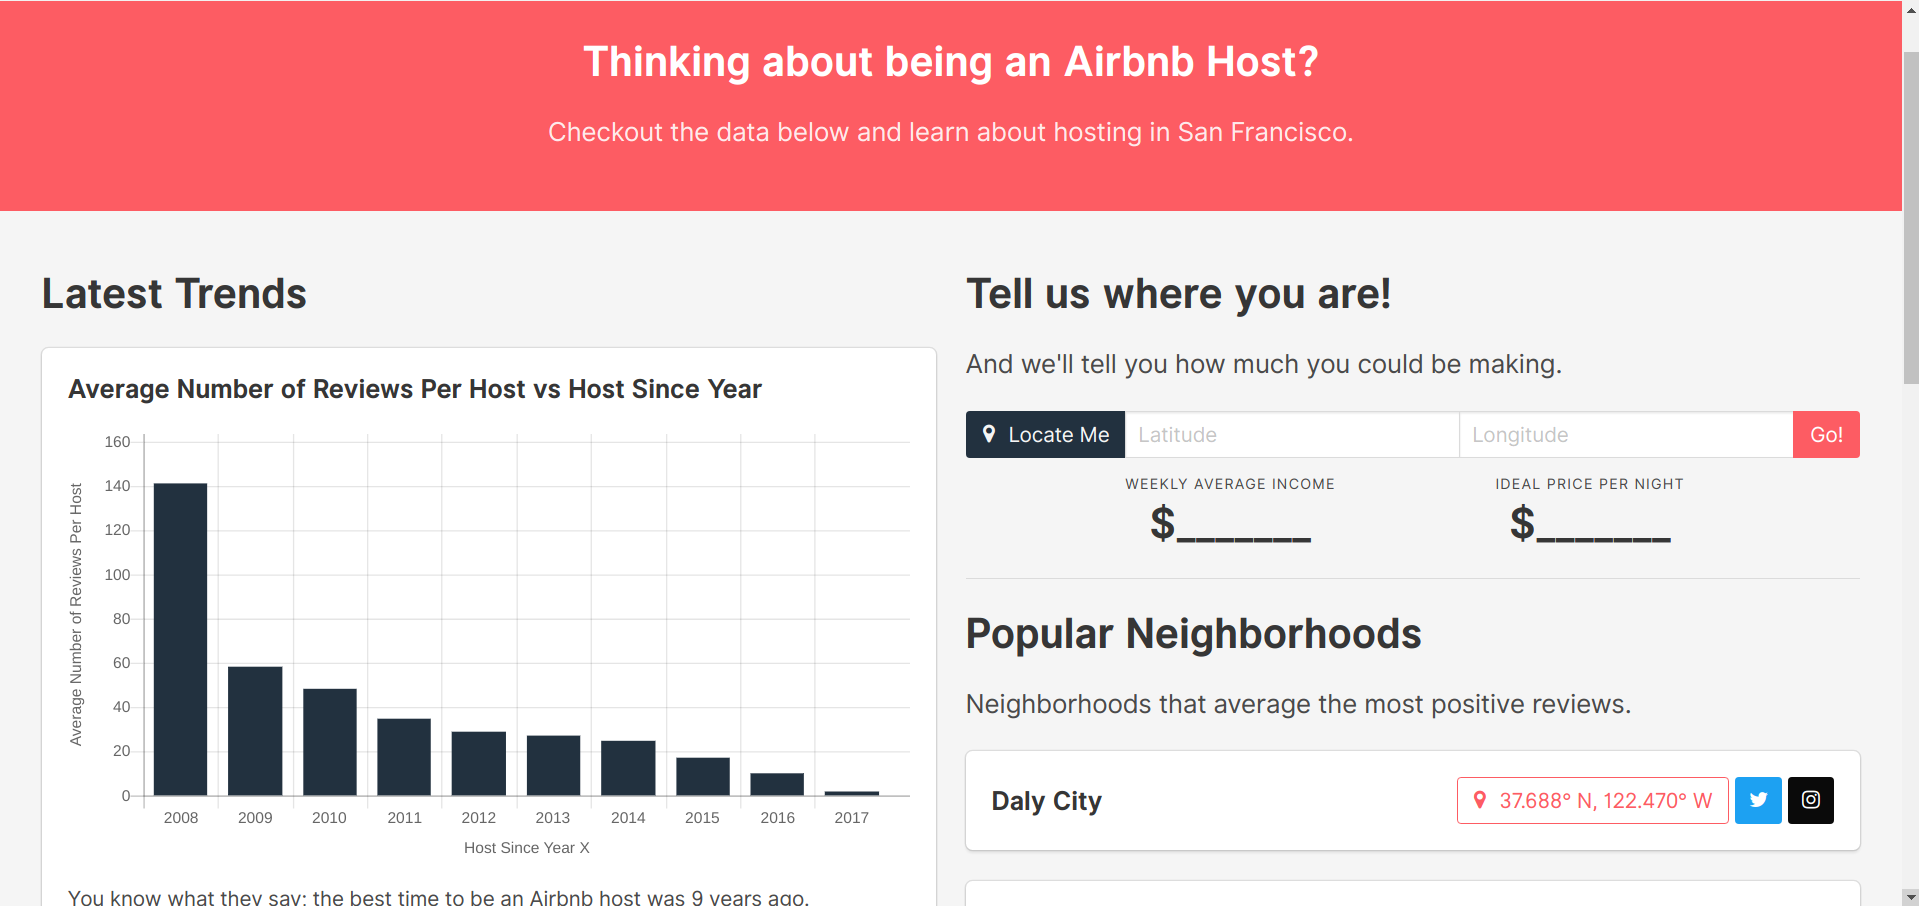 Thinking about being an Airbnb Host?
Checkout the data below and learn about hosting in San Francisco.
Latest Trends
Average Number of Reviews Per Host vs Host Since Year
Average Number of Reviews Per Host
160
140
120
100
80
60
40
20
0
2008 2009 2010 2011 2012 2013 2014 2015 2016 2017
Host Since Year X
You know what they say: the best time to be an Airbnb host was 9 years ago.
Tell us where you are!
And we'll tell you how much you could be making.
Locate Me Latitude Longitude Go!
WEEKLY AVERAGE INCOME IDEAL PRICE PER NIGHT
$_______ $_______
Popular Neighborhoods
Neighborhoods that average the most positive reviews.
Daly City 37.688° N, 122.470° W